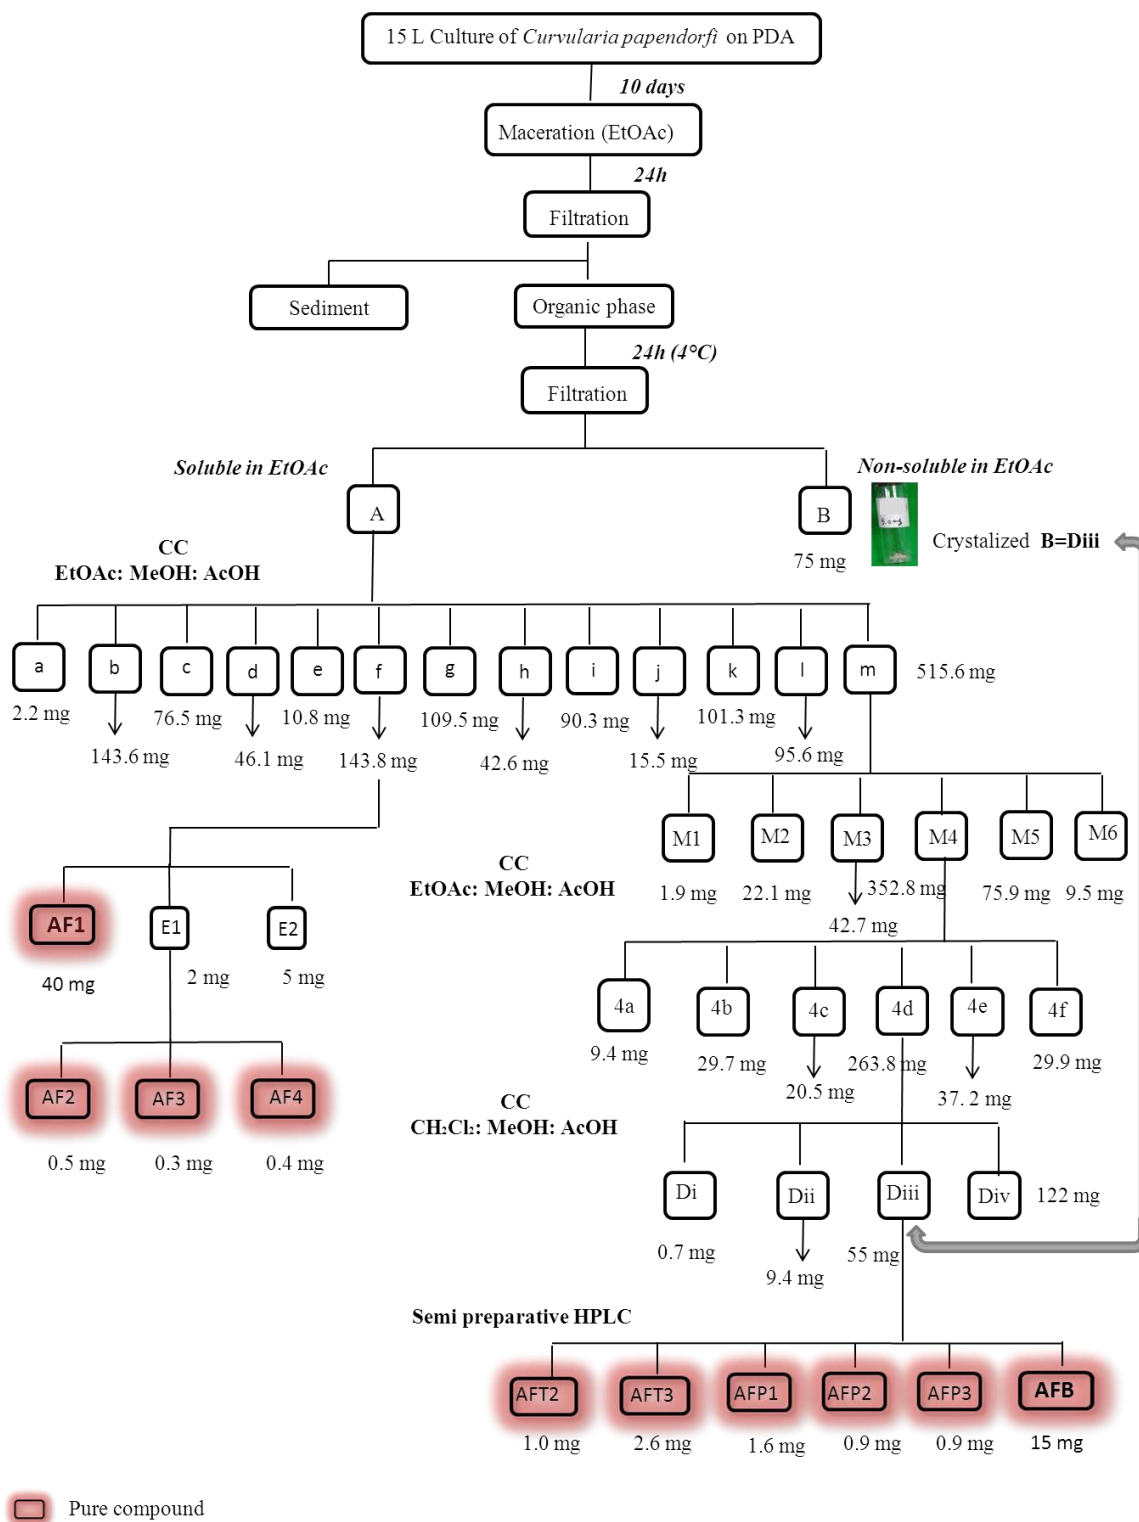 15 L Culture of Curvularia papendorfi on PDA
10 days
Maceration (EtOAc)
24h
Filtration
Sediment
Organic phase
24h (4°C)
Filtration
Soluble in EtOAc
Non-soluble in EtOAc
A
B
75 mg
Crystalized B=Diii
CC
EtOAc: MeOH: AcOH
a b c d e f g h i j k l m
515.6 mg
2.2 mg 76.5 mg 10.8 mg 109.5 mg 90.3 mg 101.3 mg
143.6 mg 46.1 mg 143.8 mg 42.6 mg 15.5 mg 95.6 mg
M1 M2 M3 M4 M5 M6
CC
EtOAc: MeOH: AcOH
1.9 mg 22.1 mg 352.8 mg 75.9 mg 9.5 mg
42.7 mg
AF1 E1 E2
40 mg 2 mg 5 mg
4a 4b 4c 4d 4e 4f
9.4 mg 29.7 mg 263.8 mg 29.9 mg
20.5 mg 37. 2 mg
AF2 AF3 AF4
0.5 mg 0.3 mg 0.4 mg
CC
CH₂Cl₂: MeOH: AcOH
Di Dii Diii Div 122 mg
0.7 mg 55 mg
9.4 mg
Semi preparative HPLC
AFT2 AFT3 AFP1 AFP2 AFP3 AFB
1.0 mg 2.6 mg 1.6 mg 0.9 mg 0.9 mg 15 mg
Pure compound